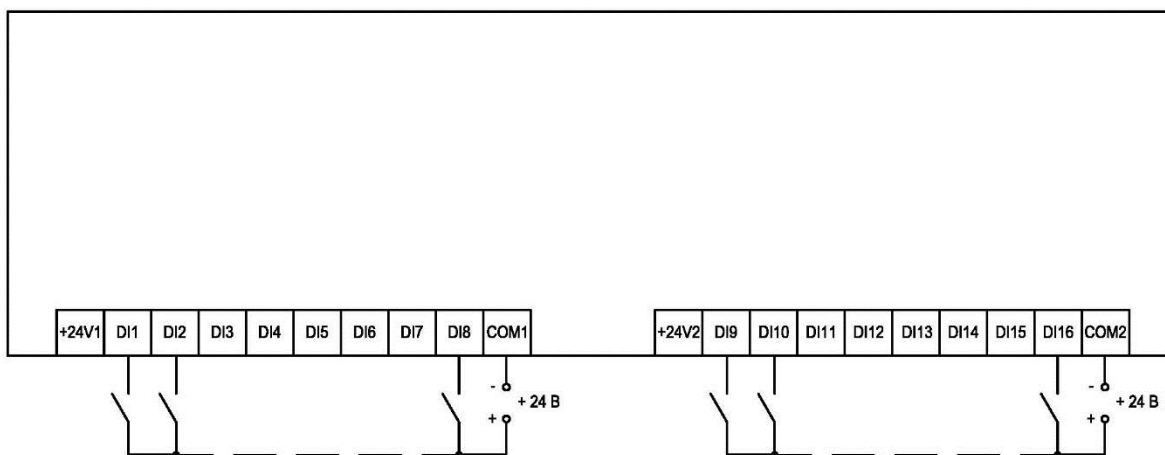 +24V1 DI1 DI2 DI3 DI4 DI5 DI6 DI7 DI8 COM1 +24V2 DI9 DI10 DI11 DI12 DI13 DI14 DI15 DI16 COM2
- -
+ 24 В + 24 В
+ +